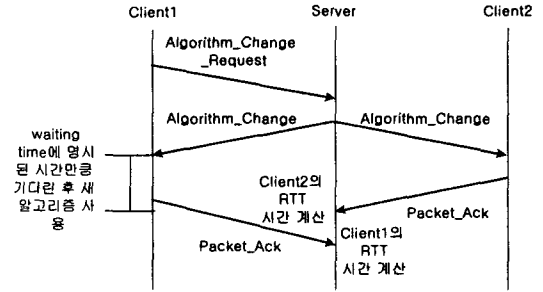 Client1
Server
Client2
Algorithm_Change
_Request
Algorithm_Change
Algorithm_Change
waiting
time에 명시
된 시간만큼
기다린 후 새
알고리즘 사
용
Client2의
RTT
시간 계산
Packet_Ack
Packet_Ack
Client1의
RTT
시간 계산